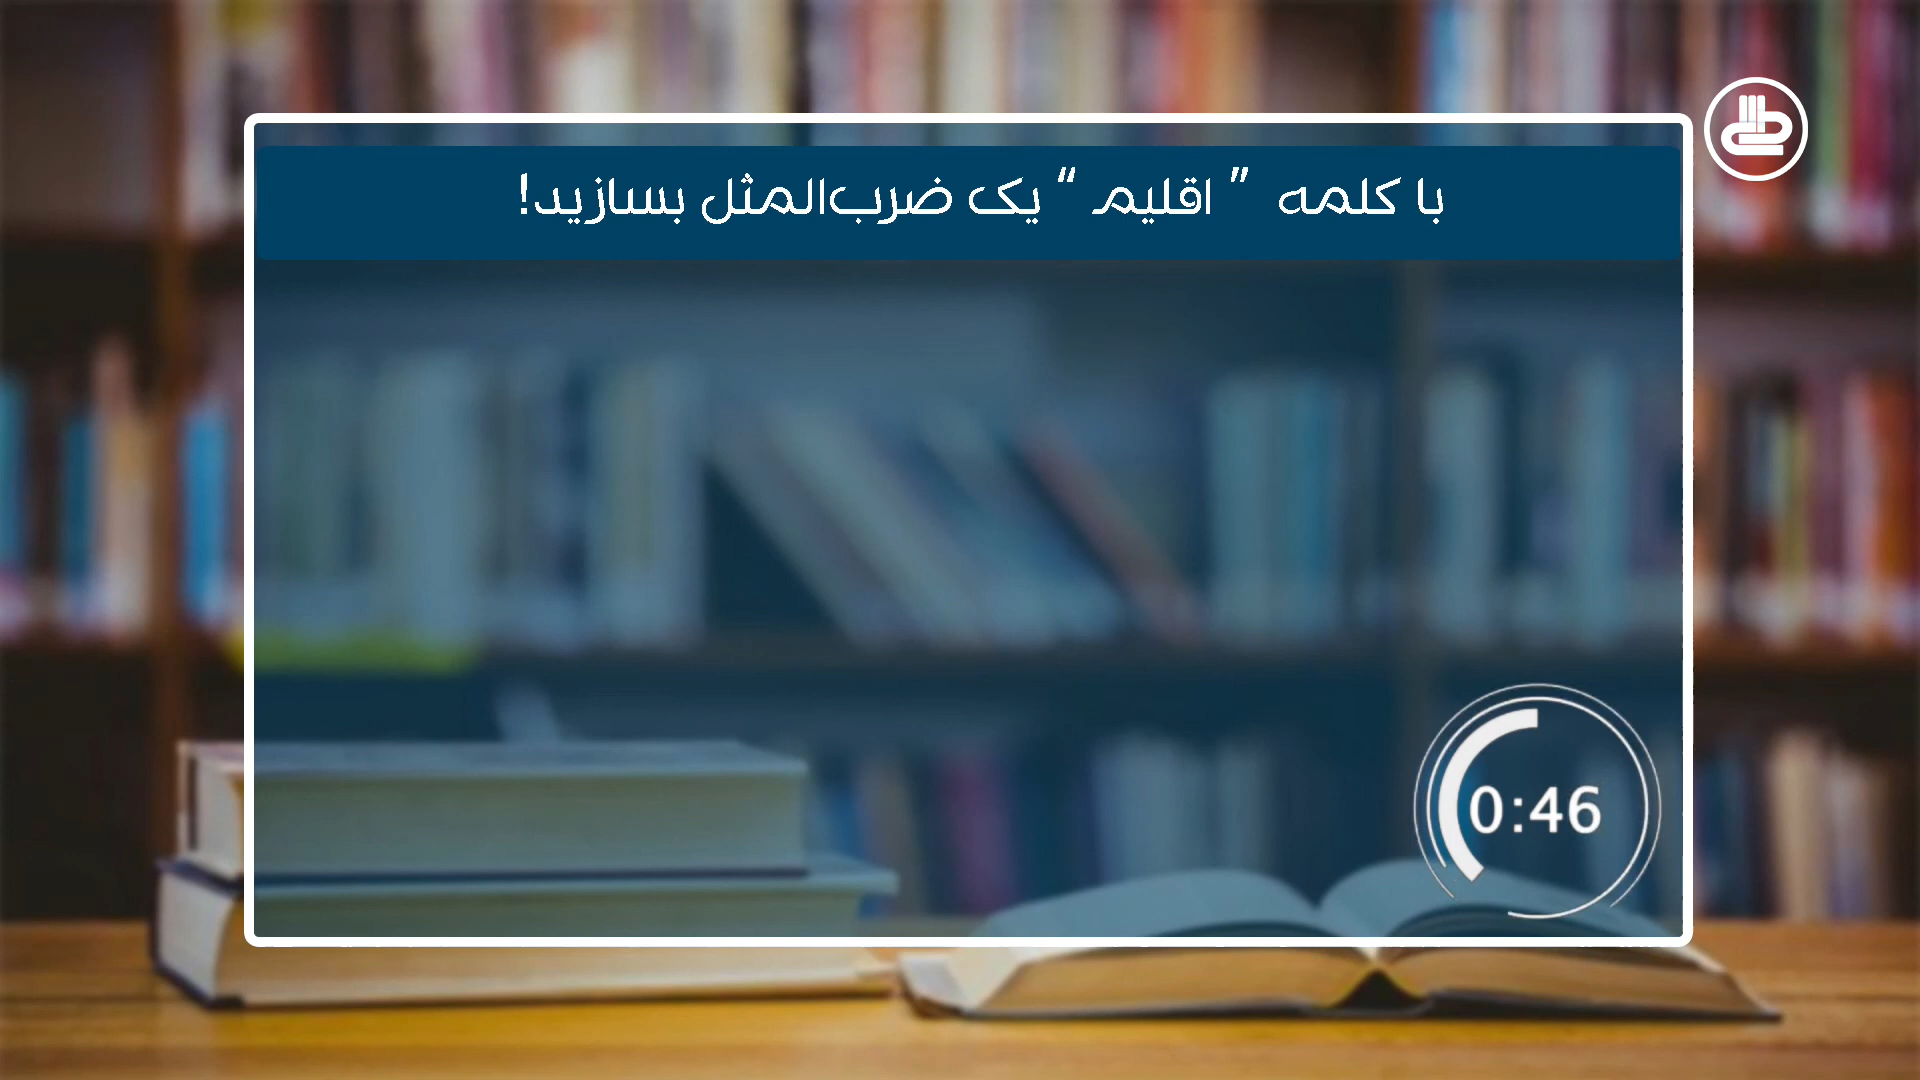 با کلمه " اقلیم " یک ضرب‌المثل بسازید!
0:46